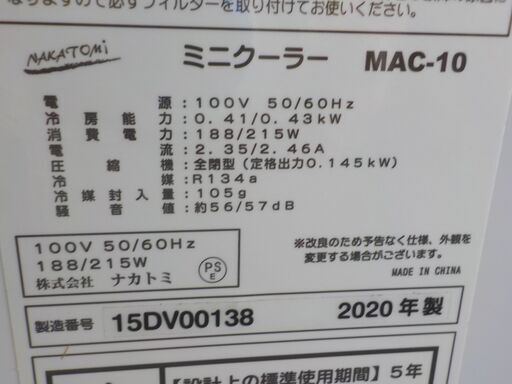 なりますので必ずフィルターを取り付けてお使いください。
NAKATOMI ミニクーラー MAC-10
電源:100V 50/60Hz
冷房能力:0.41/0.43kW
消費電力:188/215W
電流:2.35/2.46A
圧縮機:全閉型(定格出力0.145kW)
冷媒:R134a
冷媒封入量:105g
騒音値:約56/57dB
100V 50/60Hz
188/215W
株式会社 ナカトミ
PS
E
※改良のため予告なく仕様、外観を
変更する場合がございます。
MADE IN CHINA
製造番号 15DV00138 2020年製
【設計上の標準使用期間】5年